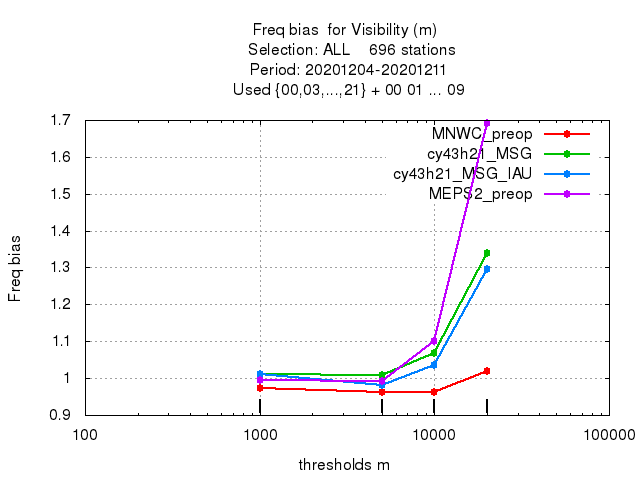 Freq bias  for Visibility (m)
Selection: ALL    696 stations
Period: 20201204-20201211
Used {00,03,...,21} + 00 01 ... 09
1.7
1.6
1.5
1.4
1.3
1.2
1.1
1
0.9
Freq bias
MNWC_preop
cy43h21_MSG
cy43h21_MSG_IAU
MEPS2_preop
100
1000
10000
100000
thresholds m